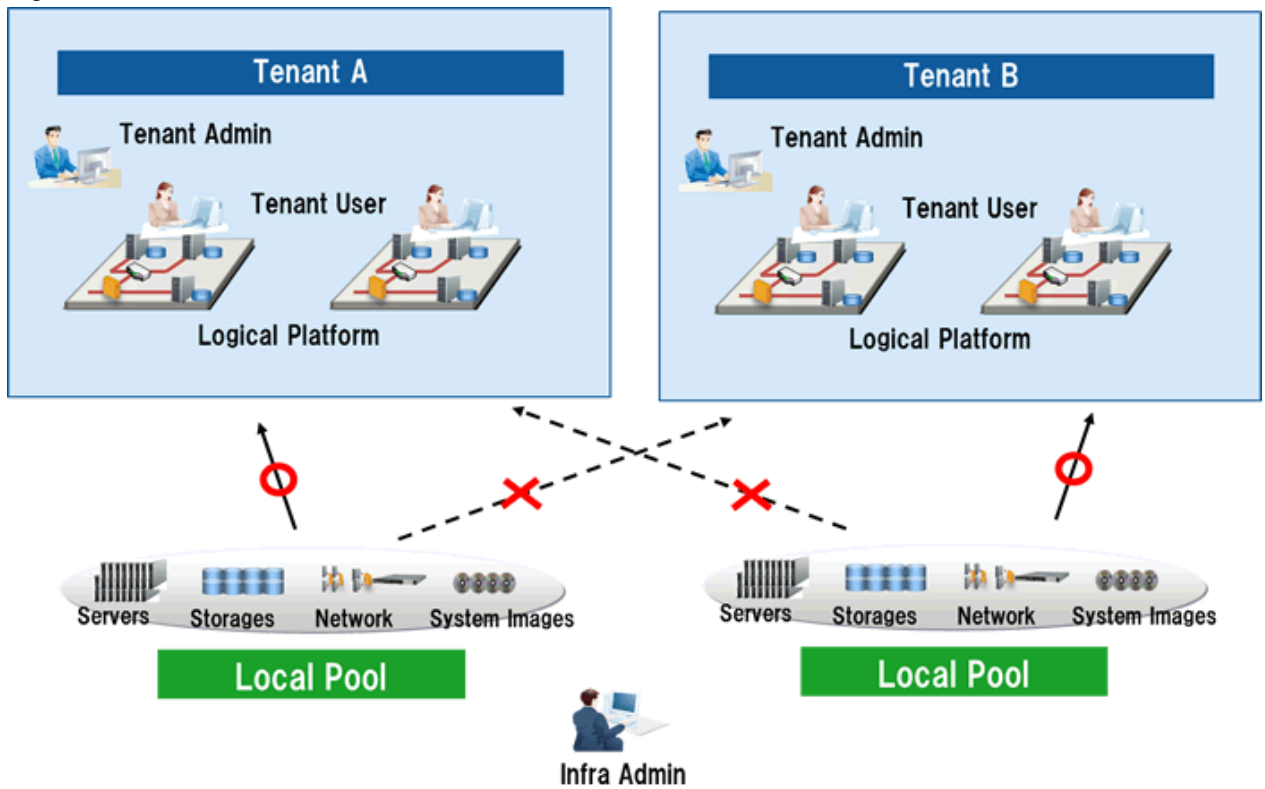 Tenant A
Tenant Admin
Tenant User
Logical Platform
Tenant B
Tenant Admin
Tenant User
Logical Platform
Servers
Storages
Network
System Images
Local Pool
Servers
Storages
Network
System Images
Local Pool
Infra Admin